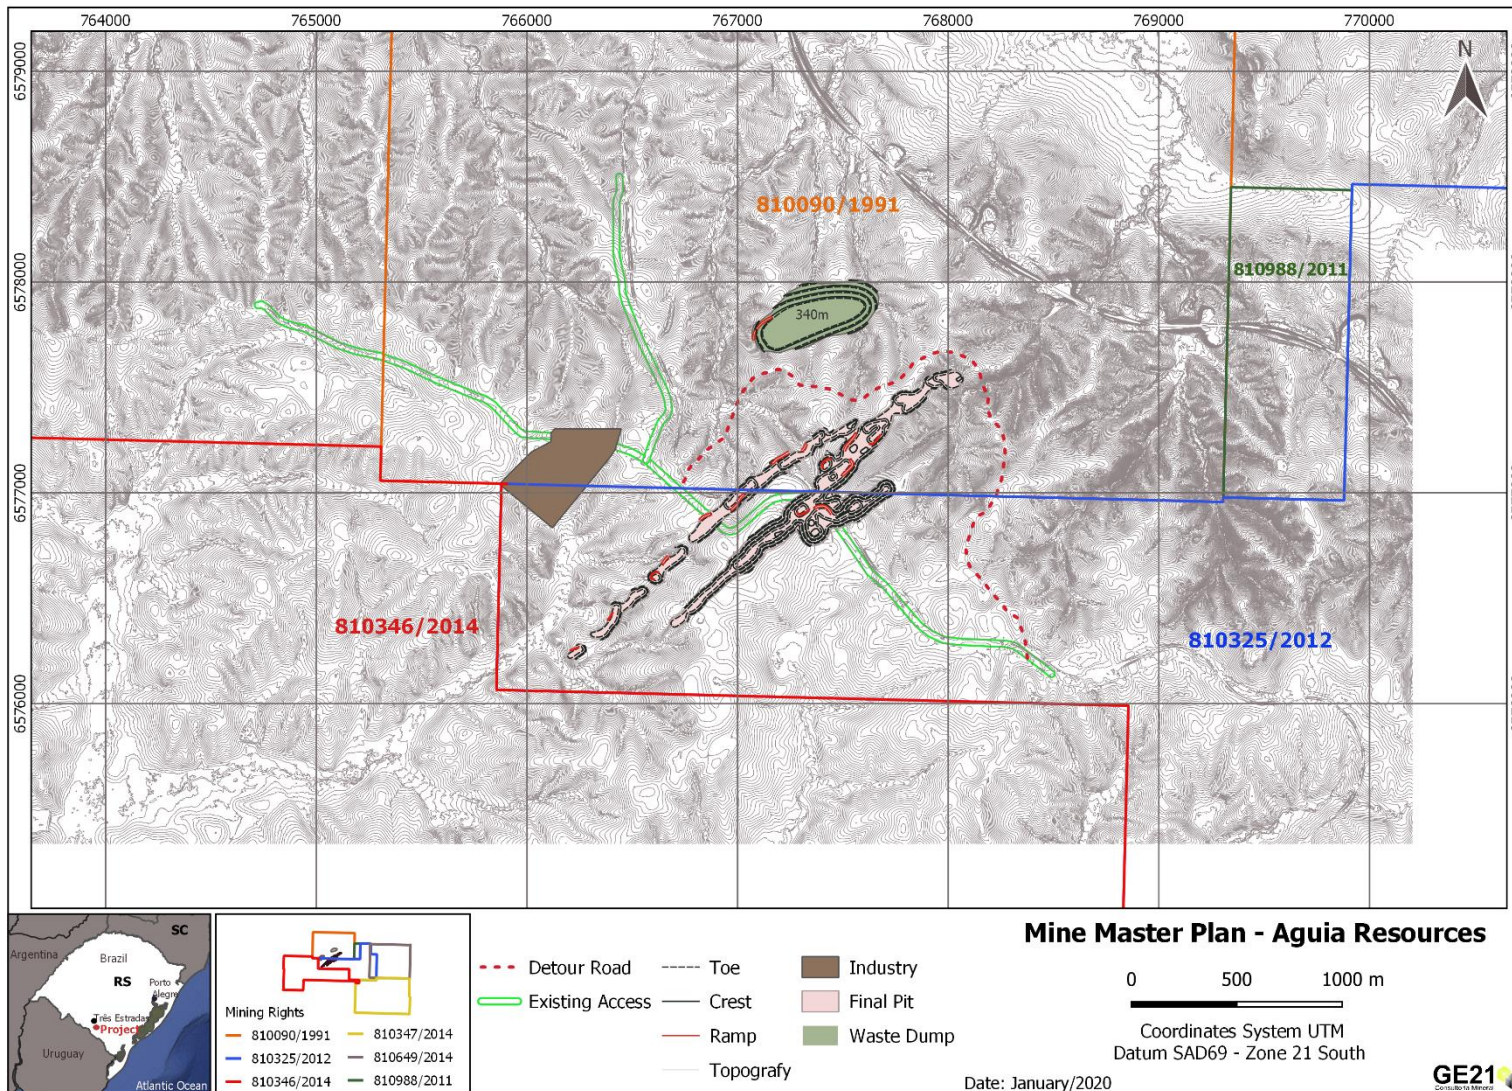 764000 765000 766000 767000 768000 769000 770000
6579000
6578000
6577000
6576000
N
810090/1991
810988/2011
340m
810346/2014
810325/2012
SC
Argentina
Brazil
RS
Porto
Alegre
Três Estradas
Project
Uruguay
Atlantic Ocean
Mining Rights
810090/1991
810325/2012
810346/2014
810347/2014
810649/2014
810988/2011
Detour Road
Existing Access
Toe
Crest
Ramp
Topografy
Industry
Final Pit
Waste Dump
Mine Master Plan - Aguia Resources
0 500 1000 m
Coordinates System UTM
Datum SAD69 - Zone 21 South
Date: January/2020
GE21
Consultoria Mineral